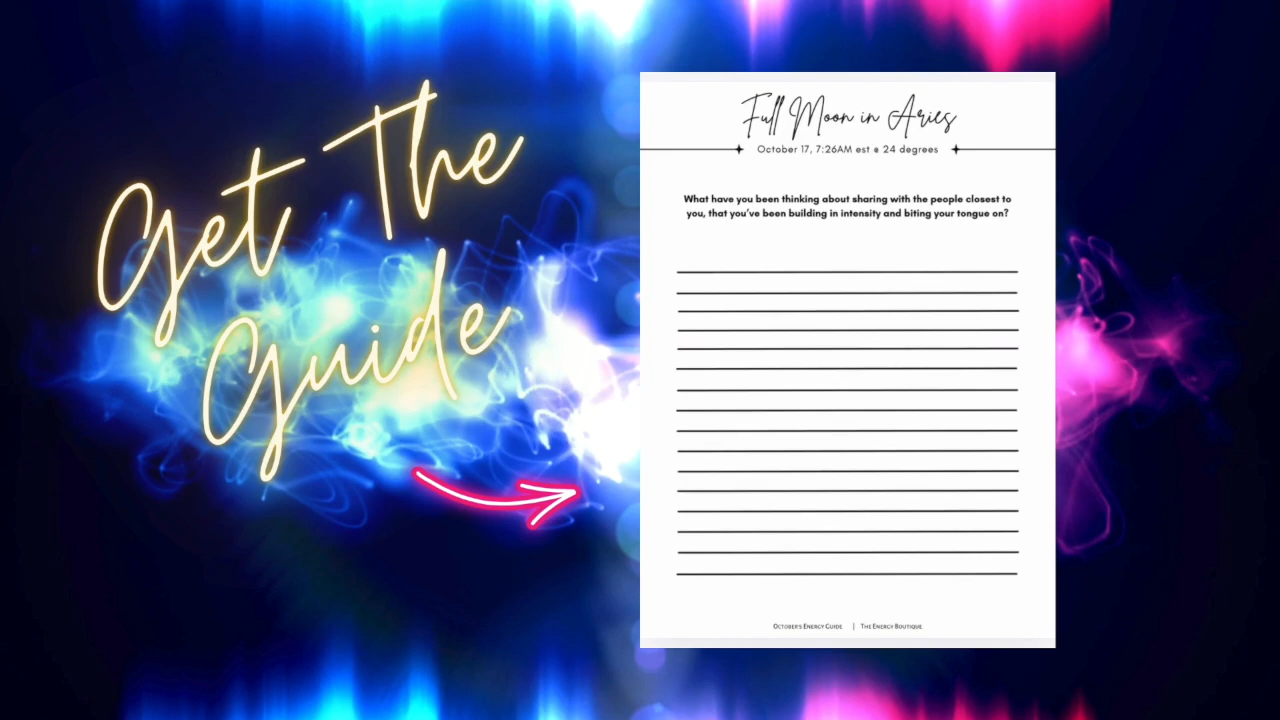 Get The
Guide
Full Moon in Aries
October 17, 7:26AM est @ 24 degrees
What have you been thinking about sharing with the people closest to
you, that you've been building in intensity and biting your tongue on?
October's Energy Guide | The Energy Boutique